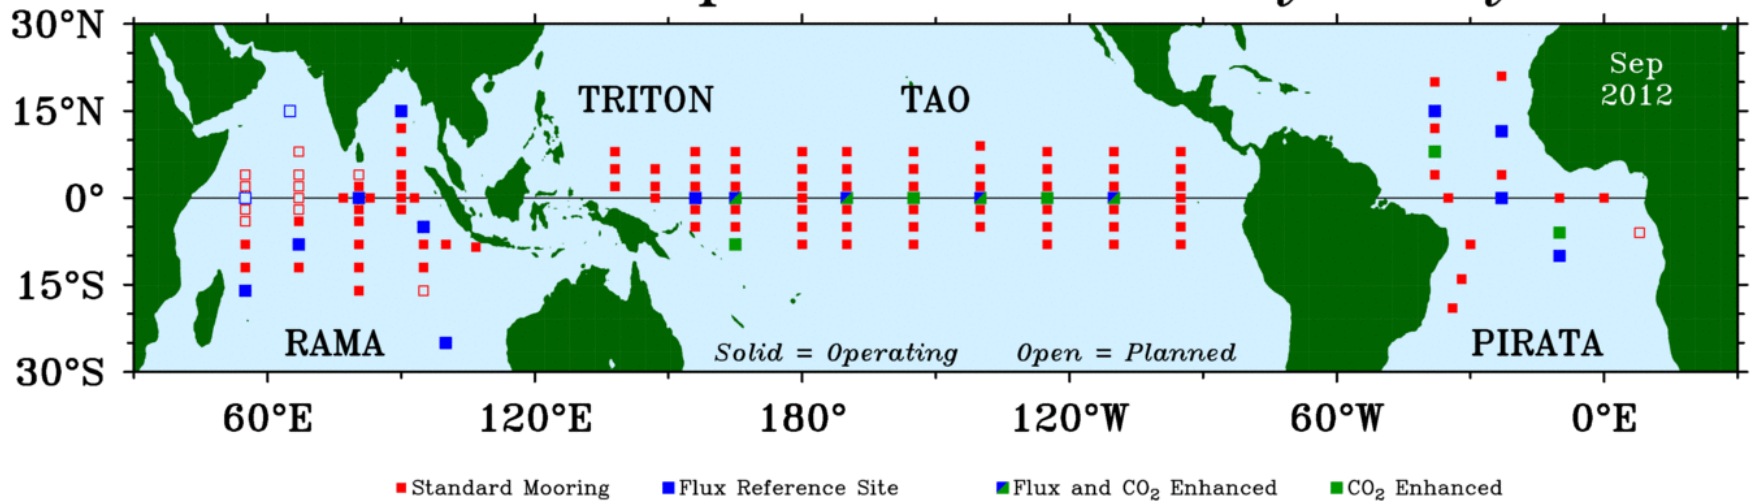 30°N
Sep
2012
TRITON
TAO
15°N
0°
15°S
RAMA
Solid = Operating
Open = Planned
PIRATA
30°S
60°E
120°E
180°
120°W
60°W
0°E
Standard Mooring
Flux Reference Site
Flux and CO₂ Enhanced
CO₂ Enhanced